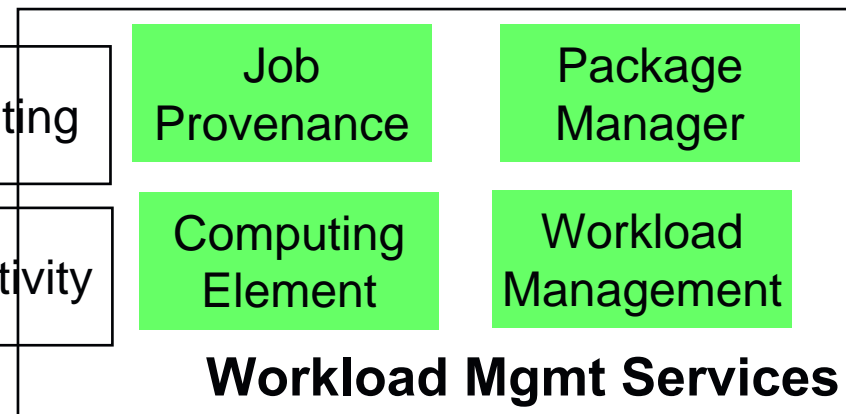 Job
Provenance
Package
Manager
ting
Computing
Element
Workload
Management
tivity
Workload Mgmt Services